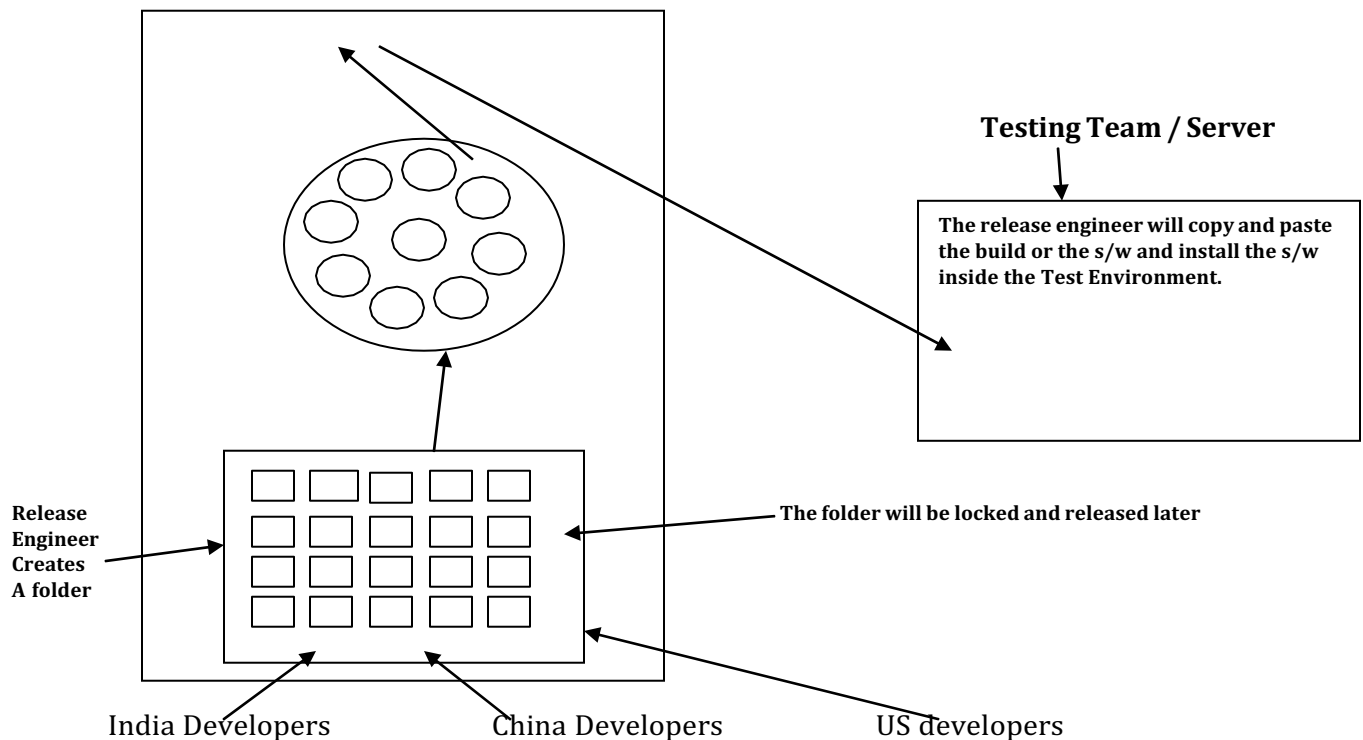 Testing Team / Server
The release engineer will copy and paste
the build or the s/w and install the s/w
inside the Test Environment.
Release
Engineer
Creates
A folder
The folder will be locked and released later
India Developers
China Developers
US developers